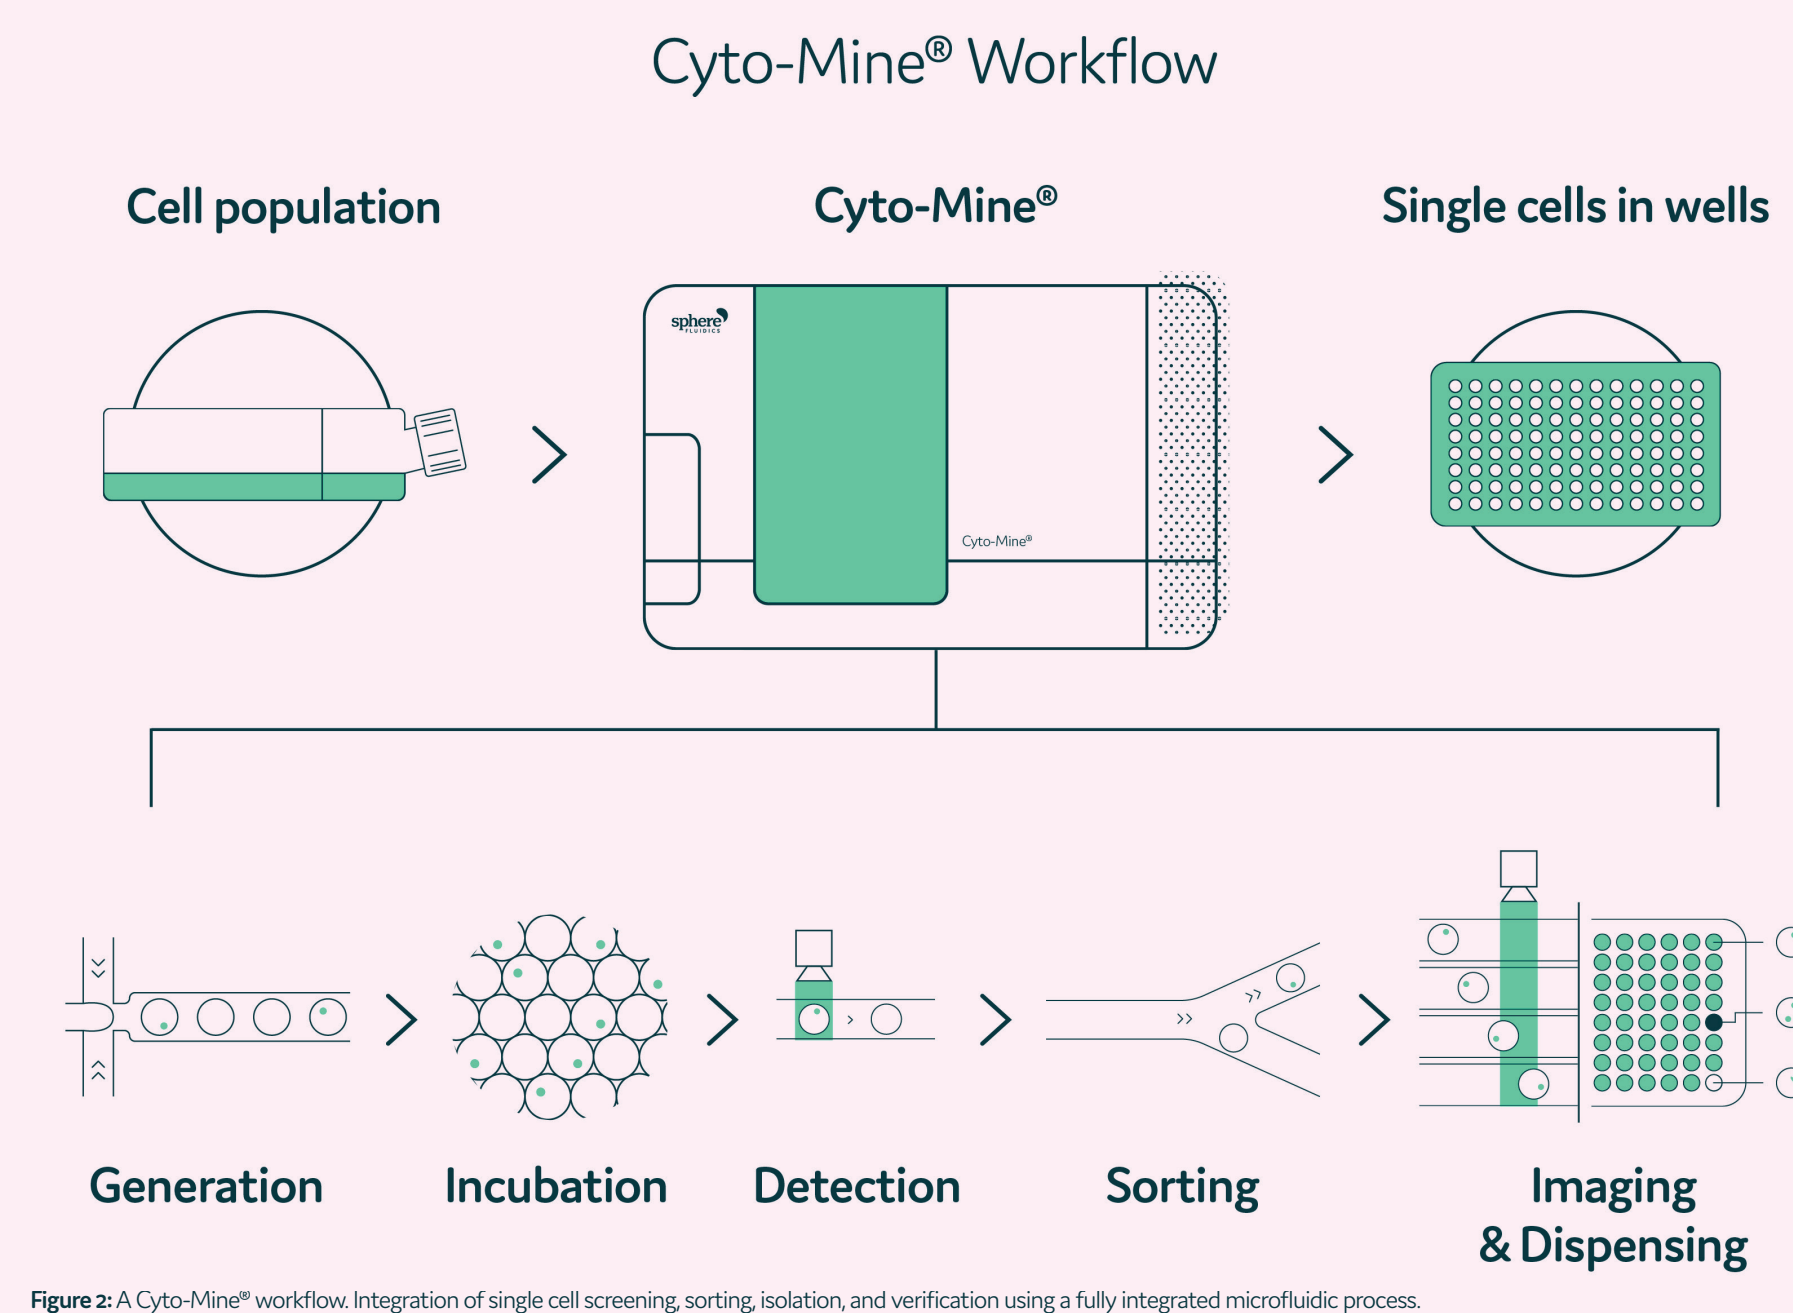 Cyto-Mine® Workflow
Cell population
Cyto-Mine®
Single cells in wells
sphere
FLUIDICS
Cyto-Mine®
Generation
Incubation
Detection
Sorting
Imaging
& Dispensing
Figure 2: A Cyto-Mine® workflow. Integration of single cell screening, sorting, isolation, and verification using a fully integrated microfluidic process.